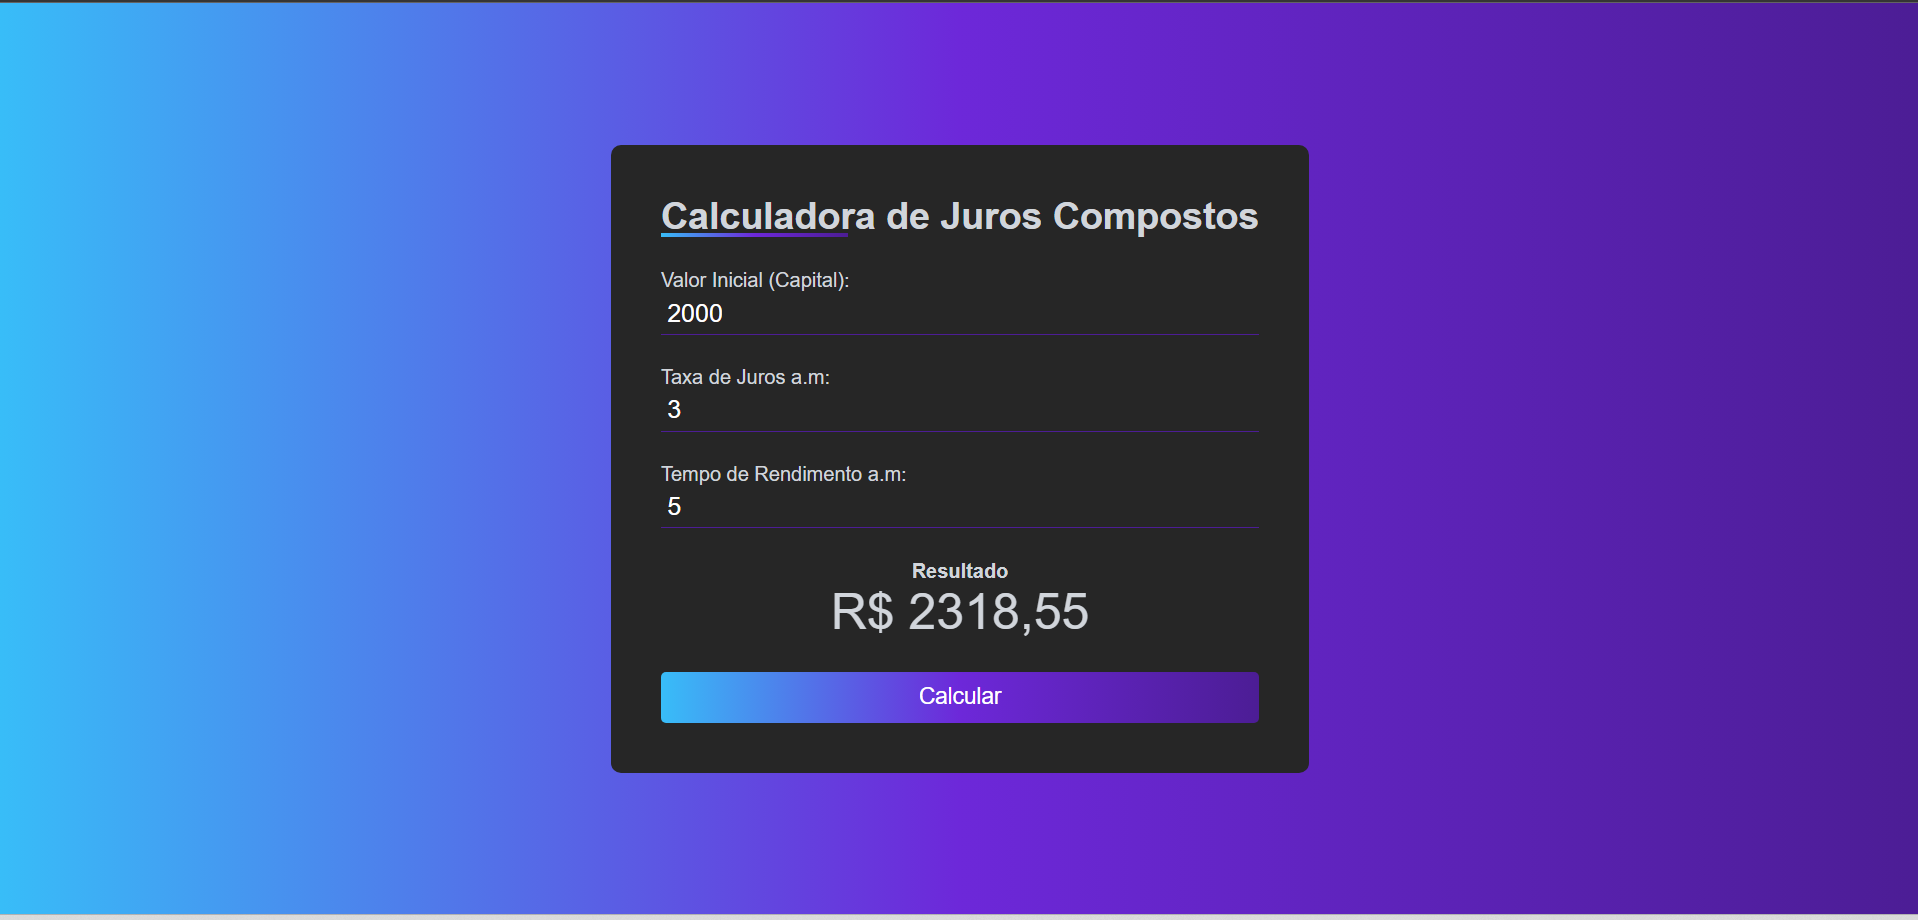 Calculadora de Juros Compostos
Valor Inicial (Capital):
2000
Taxa de Juros a.m:
3
Tempo de Rendimento a.m:
5
Resultado
R$ 2318,55
Calcular